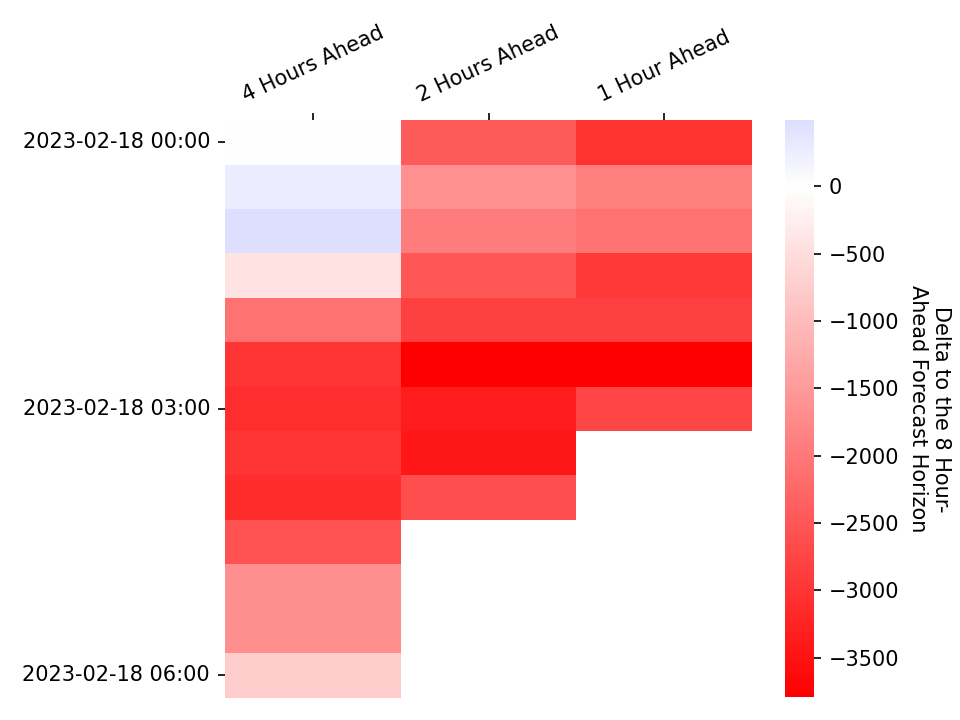 4 Hours Ahead
2 Hours Ahead
1 Hour Ahead
2023-02-18 00:00
2023-02-18 03:00
2023-02-18 06:00
0
−500
−1000
−1500
−2000
−2500
−3000
−3500
Delta to the 8 Hour-
Ahead Forecast Horizon